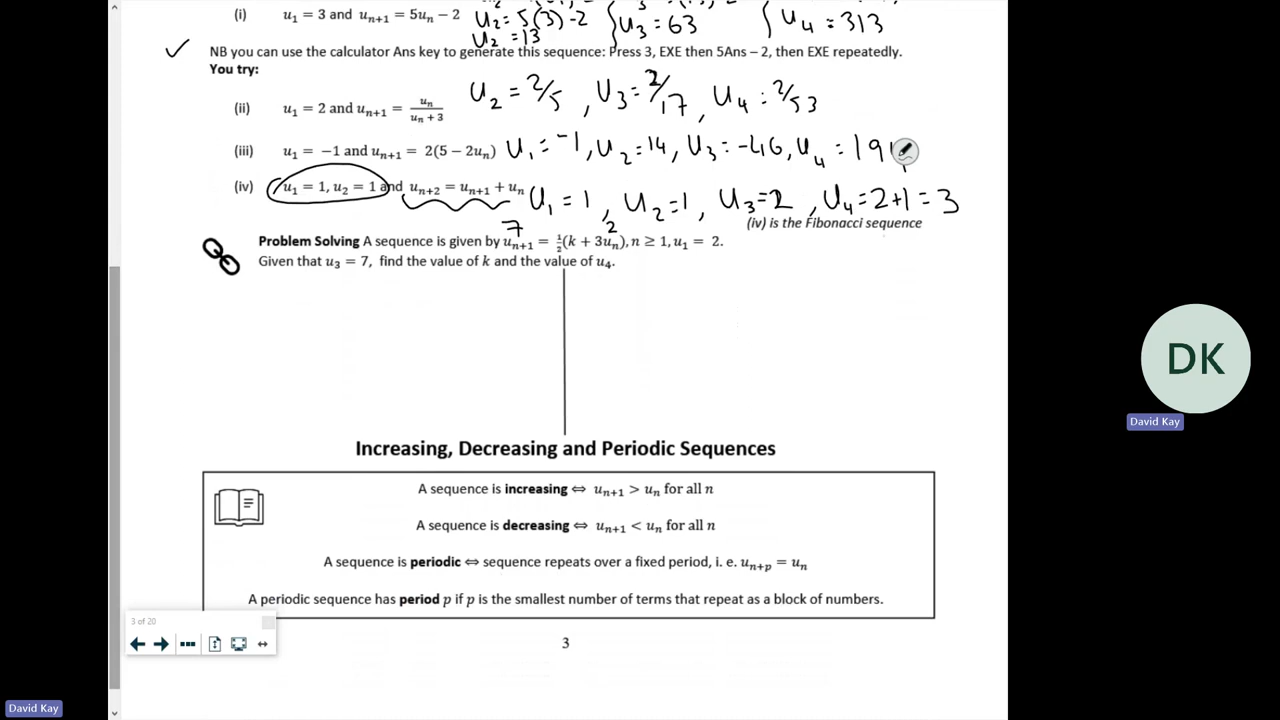 (i) u₁ = 3 and uₙ₊₁ = 5uₙ − 2 u₂ = 5(3) -2 { u₃ = 63 { u₄ = 313
u₂ = 13
NB you can use the calculator Ans key to generate this sequence: Press 3, EXE then 5Ans − 2, then EXE repeatedly.
You try:
(ii) u₁ = 2 and uₙ₊₁ = uₙ / uₙ + 3 u₂ = 2/5 , u₃ = 2/17 , u₄ = 2/53
(iii) u₁ = −1 and uₙ₊₁ = 2(5 − 2uₙ) u₁ = -1, u₂ = 14, u₃ = -46, u₄ = 19
(iv) u₁ = 1, u₂ = 1 and uₙ₊₂ = uₙ₊₁ + uₙ u₁ = 1 , u₂ = 1, u₃ = 2 , u₄ = 2+1 = 3
(iv) is the Fibonacci sequence
7 2
Problem Solving A sequence is given by uₙ₊₁ = ½(k + 3uₙ), n ≥ 1, u₁ = 2.
Given that u₃ = 7, find the value of k and the value of u₄.
Increasing, Decreasing and Periodic Sequences
A sequence is increasing ⇔ uₙ₊₁ > uₙ for all n
A sequence is decreasing ⇔ uₙ₊₁ < uₙ for all n
A sequence is periodic ⇔ sequence repeats over a fixed period, i. e. uₙ₊ₚ = uₙ
A periodic sequence has period p if p is the smallest number of terms that repeat as a block of numbers.
3 of 20
3
DK
David Kay
David Kay